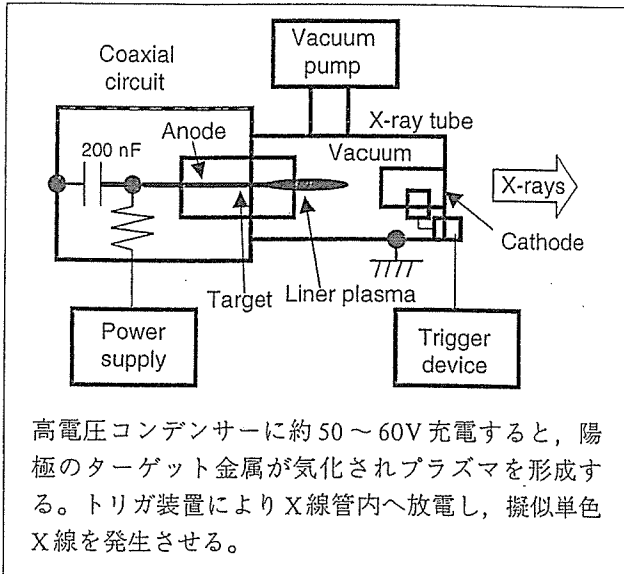 Coaxial
circuit
Vacuum
pump
X-ray tube
200 nF
Anode
Vacuum
X-rays
Cathode
Target
Liner plasma
Power
supply
Trigger
device
高電圧コンデンサーに約50～60V充電すると，陽
極のターゲット金属が気化されプラズマを形成す
る。トリガ装置によりX線管内へ放電し，擬似単色
X線を発生させる。